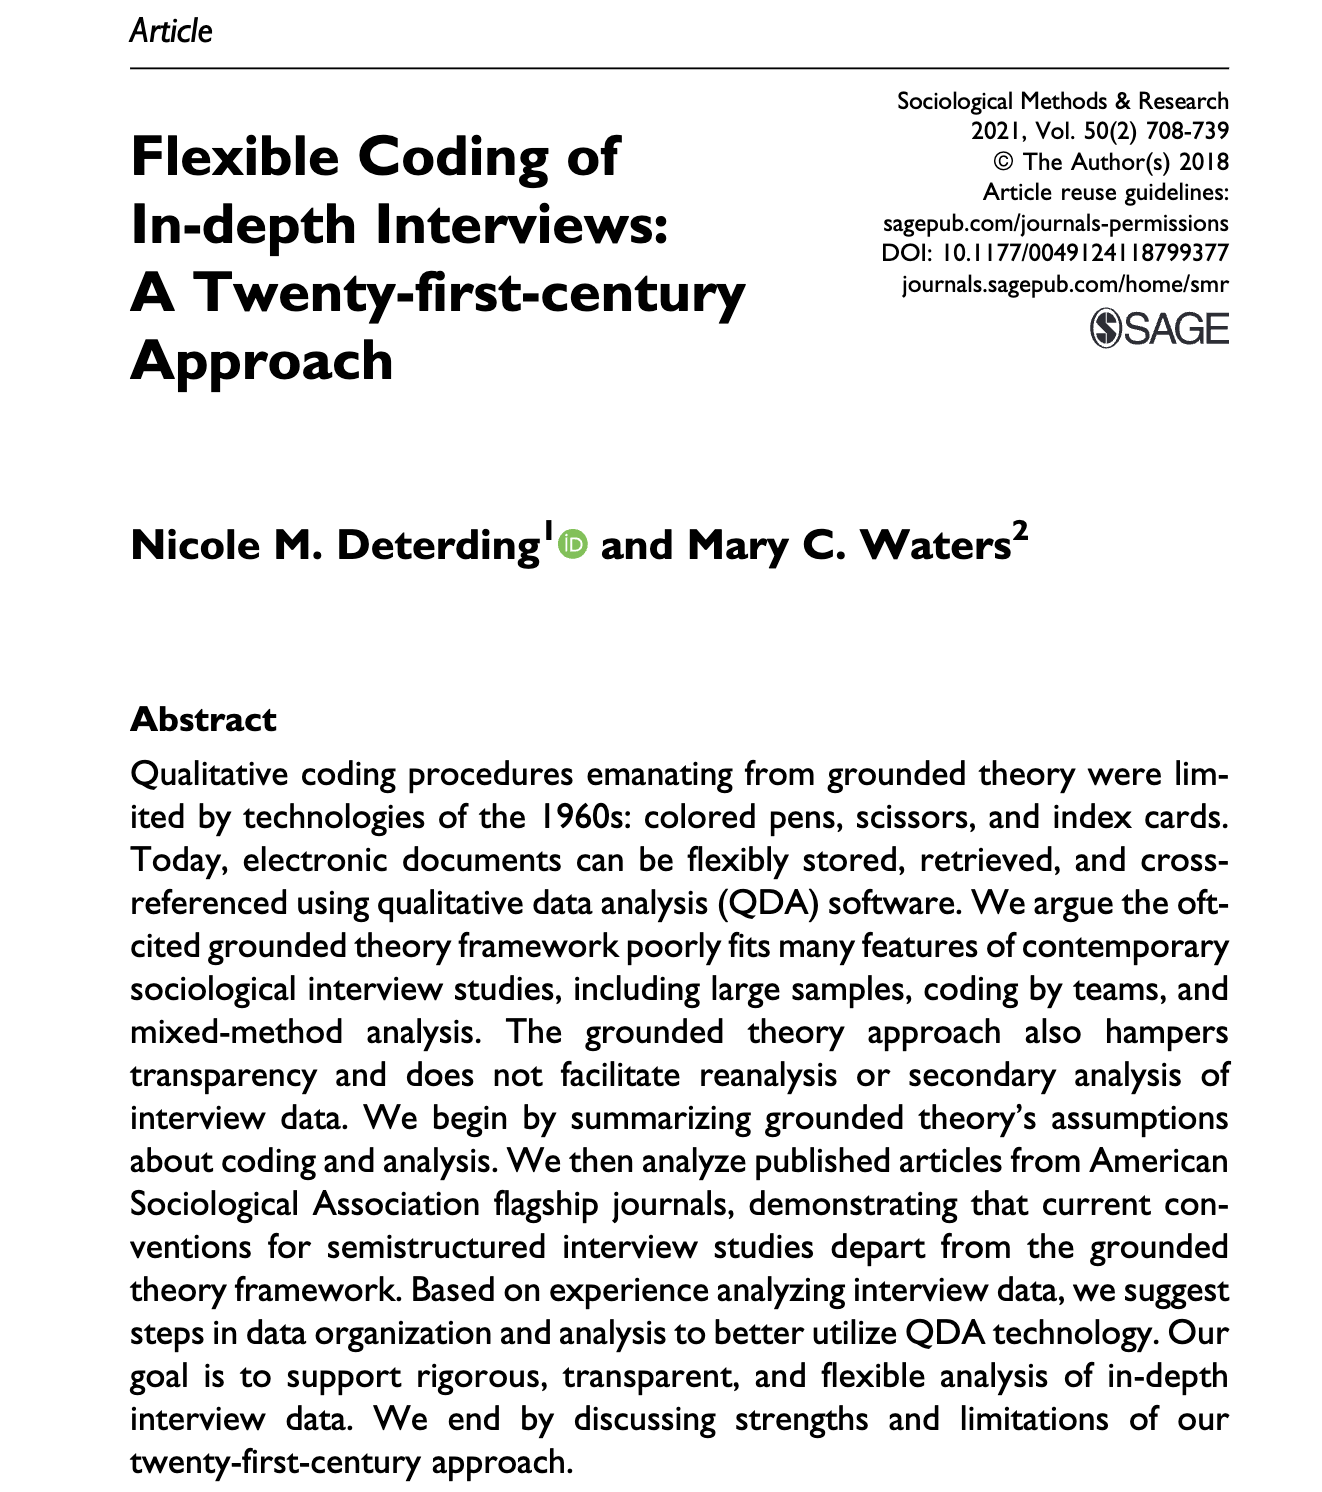 Article
Sociological Methods & Research
2021, Vol. 50(2) 708-739
© The Author(s) 2018
Article reuse guidelines:
sagepub.com/journals-permissions
DOI: 10.1177/0049124118799377
journals.sagepub.com/home/smr
SAGE
Flexible Coding of
In-depth Interviews:
A Twenty-first-century
Approach
Nicole M. Deterding1 iD and Mary C. Waters2
Abstract
Qualitative coding procedures emanating from grounded theory were lim-
ited by technologies of the 1960s: colored pens, scissors, and index cards.
Today, electronic documents can be flexibly stored, retrieved, and cross-
referenced using qualitative data analysis (QDA) software. We argue the oft-
cited grounded theory framework poorly fits many features of contemporary
sociological interview studies, including large samples, coding by teams, and
mixed-method analysis. The grounded theory approach also hampers
transparency and does not facilitate reanalysis or secondary analysis of
interview data. We begin by summarizing grounded theory’s assumptions
about coding and analysis. We then analyze published articles from American
Sociological Association flagship journals, demonstrating that current con-
ventions for semistructured interview studies depart from the grounded
theory framework. Based on experience analyzing interview data, we suggest
steps in data organization and analysis to better utilize QDA technology. Our
goal is to support rigorous, transparent, and flexible analysis of in-depth
interview data. We end by discussing strengths and limitations of our
twenty-first-century approach.